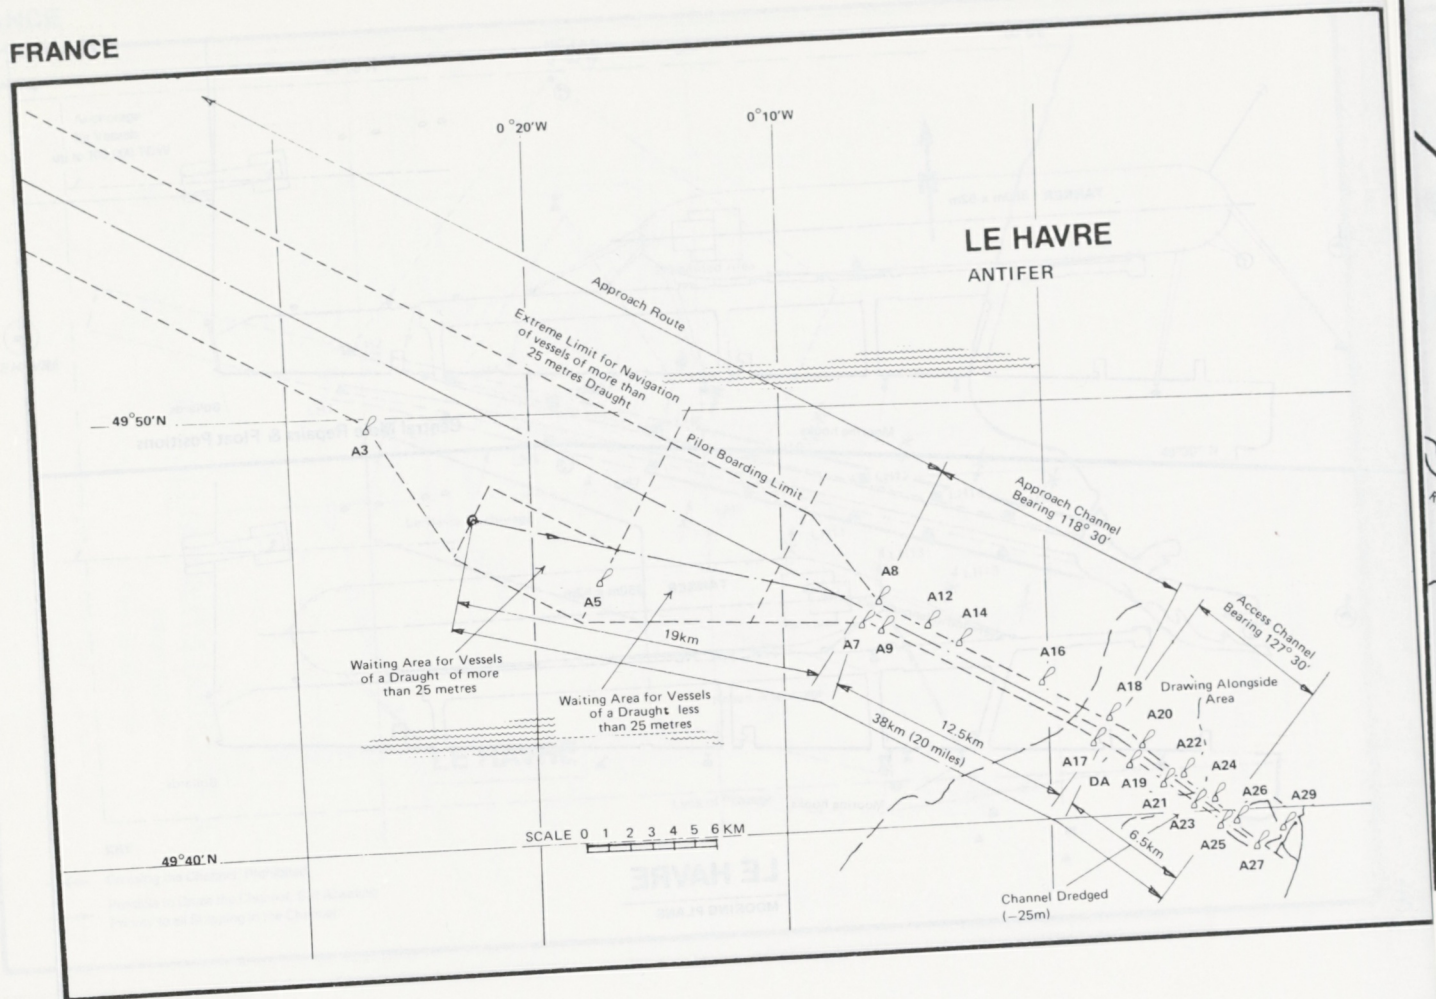 FRANCE
0°20'W
0°10'W
LE HAVRE
ANTIFER
Approach Route
Extreme Limit for Navigation
of vessels of more than
25 metres Draught
49°50'N
A3
Pilot Boarding Limit
Approach Channel
Bearing 118°30'
A8
A12
A14
A5
A7
A9
A16
Access Channel
Bearing 127°30'
19km
Waiting Area for Vessels
of a Draught of more
than 25 metres
Waiting Area for Vessels
of a Draught less
than 25 metres
12.5km
38km (20 miles)
A18
Drawing Alongside
Area
A20
A17
DA
A19
A22
A24
A21
A23
A26
A29
A25
A27
6.5km
SCALE 0 1 2 3 4 5 6 KM
49°40'N
Channel Dredged
(−25m)
LE HAVRE
MOORING PLANS